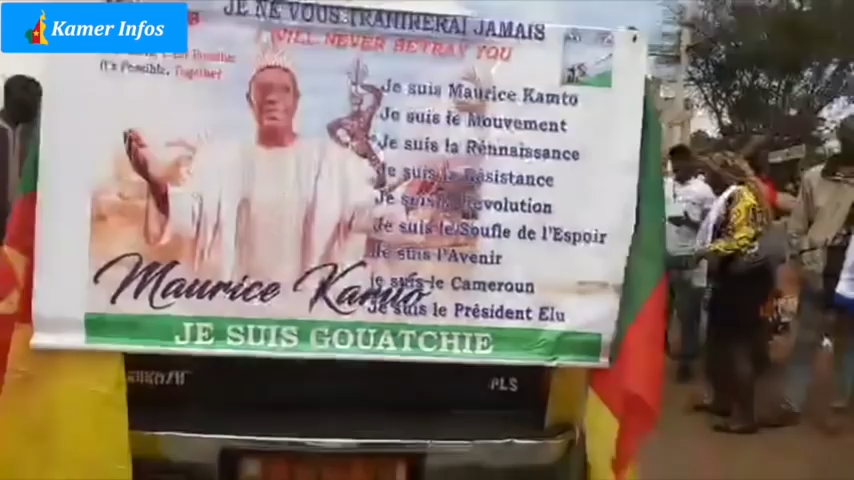 Kamer Infos
JE NE VOUS TRAHIRERAI JAMAIS
I WILL NEVER BETRAY YOU
It's Possible, Together!
Je suis Maurice Kamto
Je suis le Mouvement
Je suis la Rénnaissance
Je suis la Résistance
Je suis la Revolution
Je suis le Soufle de l'Espoir
Je suis l'Avenir
je suis le Cameroun
Je suis le Président Elu
Maurice Kamto
JE SUIS GOUATCHIE
PLS